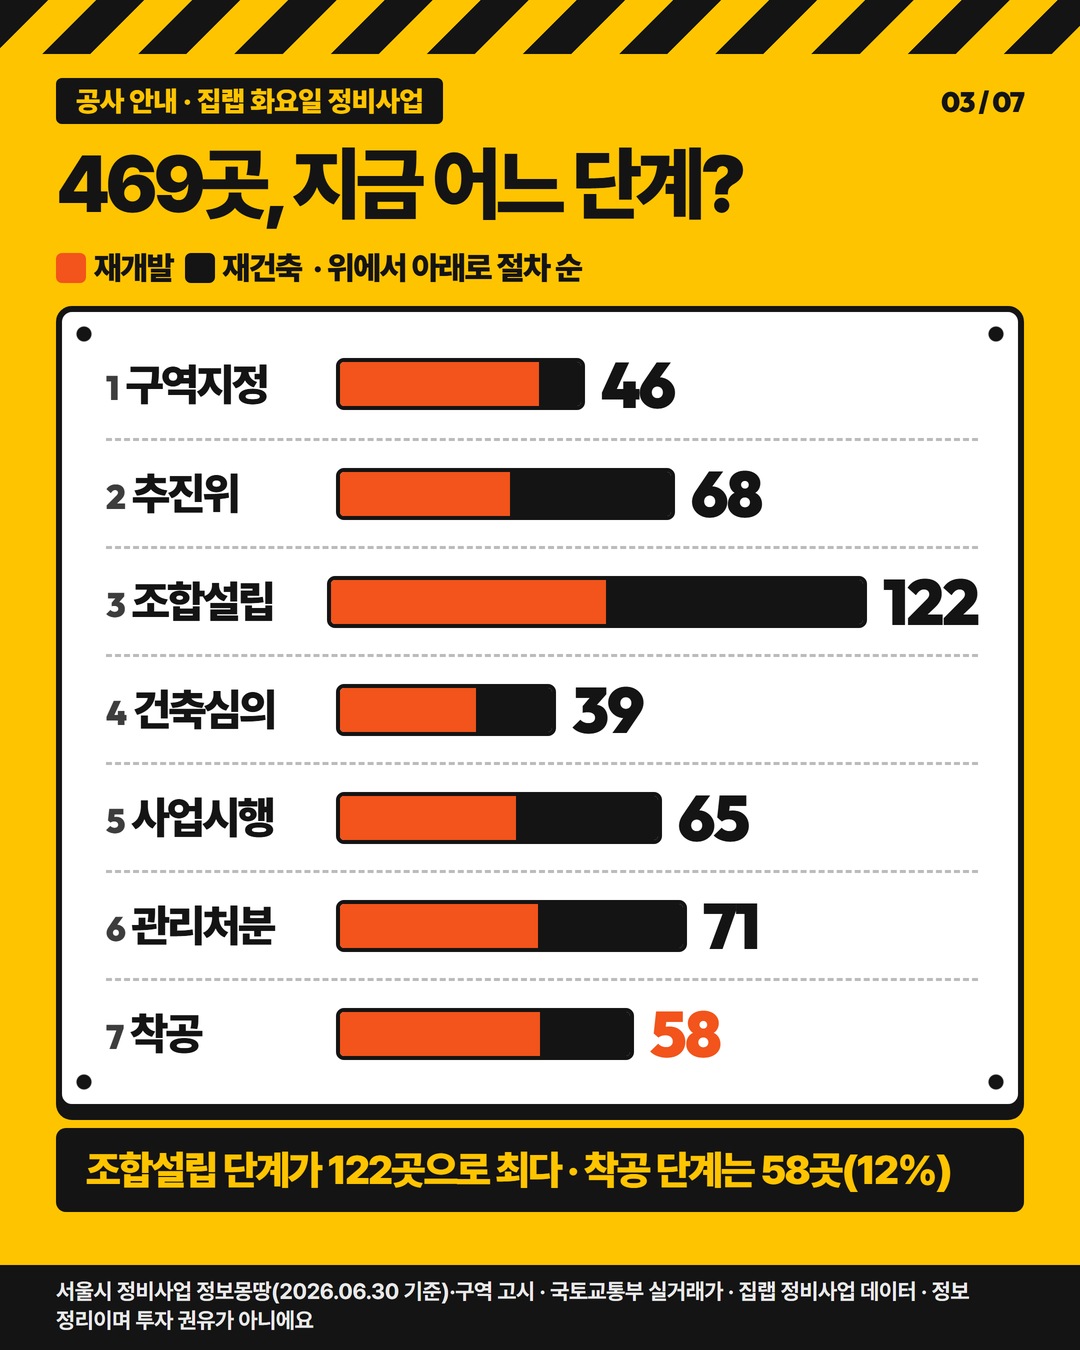 공사 안내 · 집랩 화요일 정비사업
03 / 07
469곳, 지금 어느 단계?
재개발 재건축 · 위에서 아래로 절차 순
1 구역지정 46
2 추진위 68
3 조합설립 122
4 건축심의 39
5 사업시행 65
6 관리처분 71
7 착공 58
조합설립 단계가 122곳으로 최다 · 착공 단계는 58곳(12%)
서울시 정비사업 정보몽땅(2026.06.30 기준)·구역 고시 · 국토교통부 실거래가 · 집랩 정비사업 데이터 · 정보
정리이며 투자 권유가 아니에요